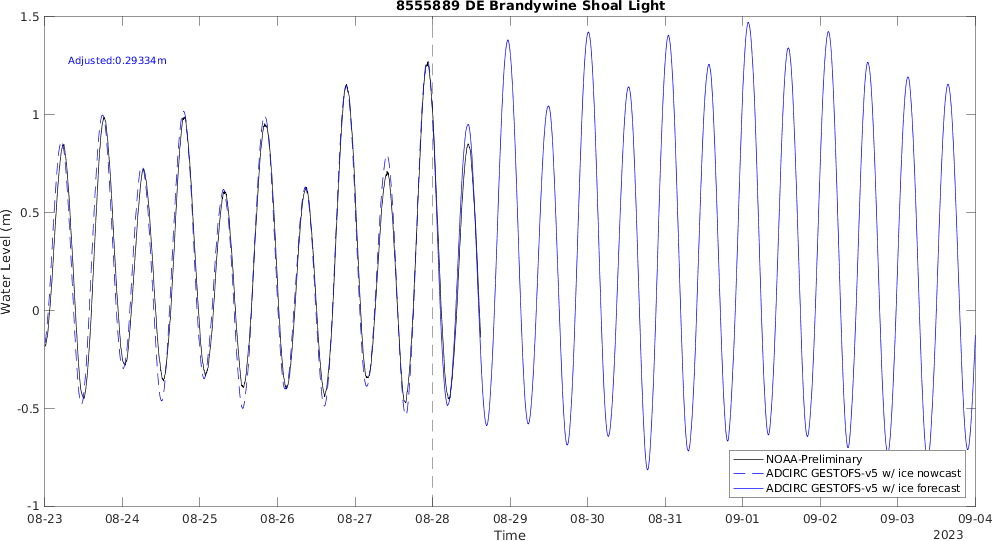 8555889 DE Brandywine Shoal Light
Adjusted:0.29334m
Water Level (m)
1.5
1
0.5
0
-0.5
-1
08-23 08-24 08-25 08-26 08-27 08-28 08-29 08-30 08-31 09-01 09-02 09-03 09-04
Time
2023
NOAA-Preliminary
ADCIRC GESTOFS-v5 w/ ice nowcast
ADCIRC GESTOFS-v5 w/ ice forecast